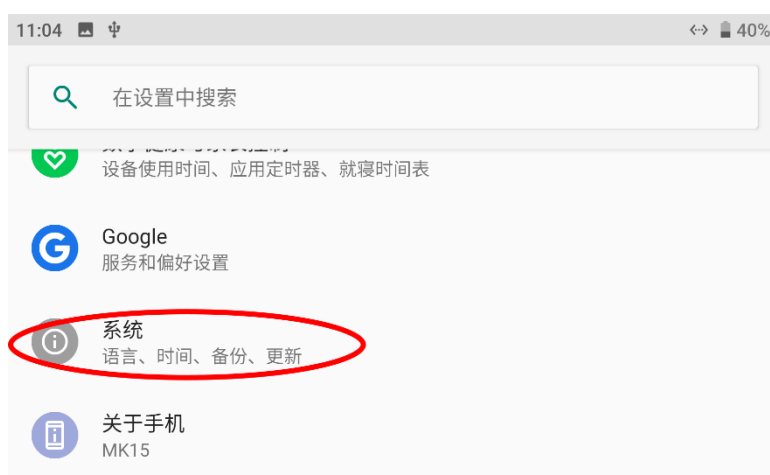 11:04 40%
在设置中搜索
设备使用时间、应用定时器、就寝时间表
Google
服务和偏好设置
系统
语言、时间、备份、更新
关于手机
MK15